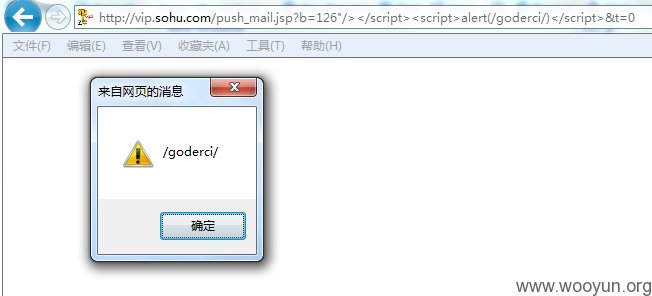 http://vip.sohu.com/push_mail.jsp?b=126"/></script><script>alert(/goderci/)</script>&t=0
文件(F) 编辑(E) 查看(V) 收藏夹(A) 工具(T) 帮助(H)
来自网页的消息
/goderci/
确定
www.wooyun.org